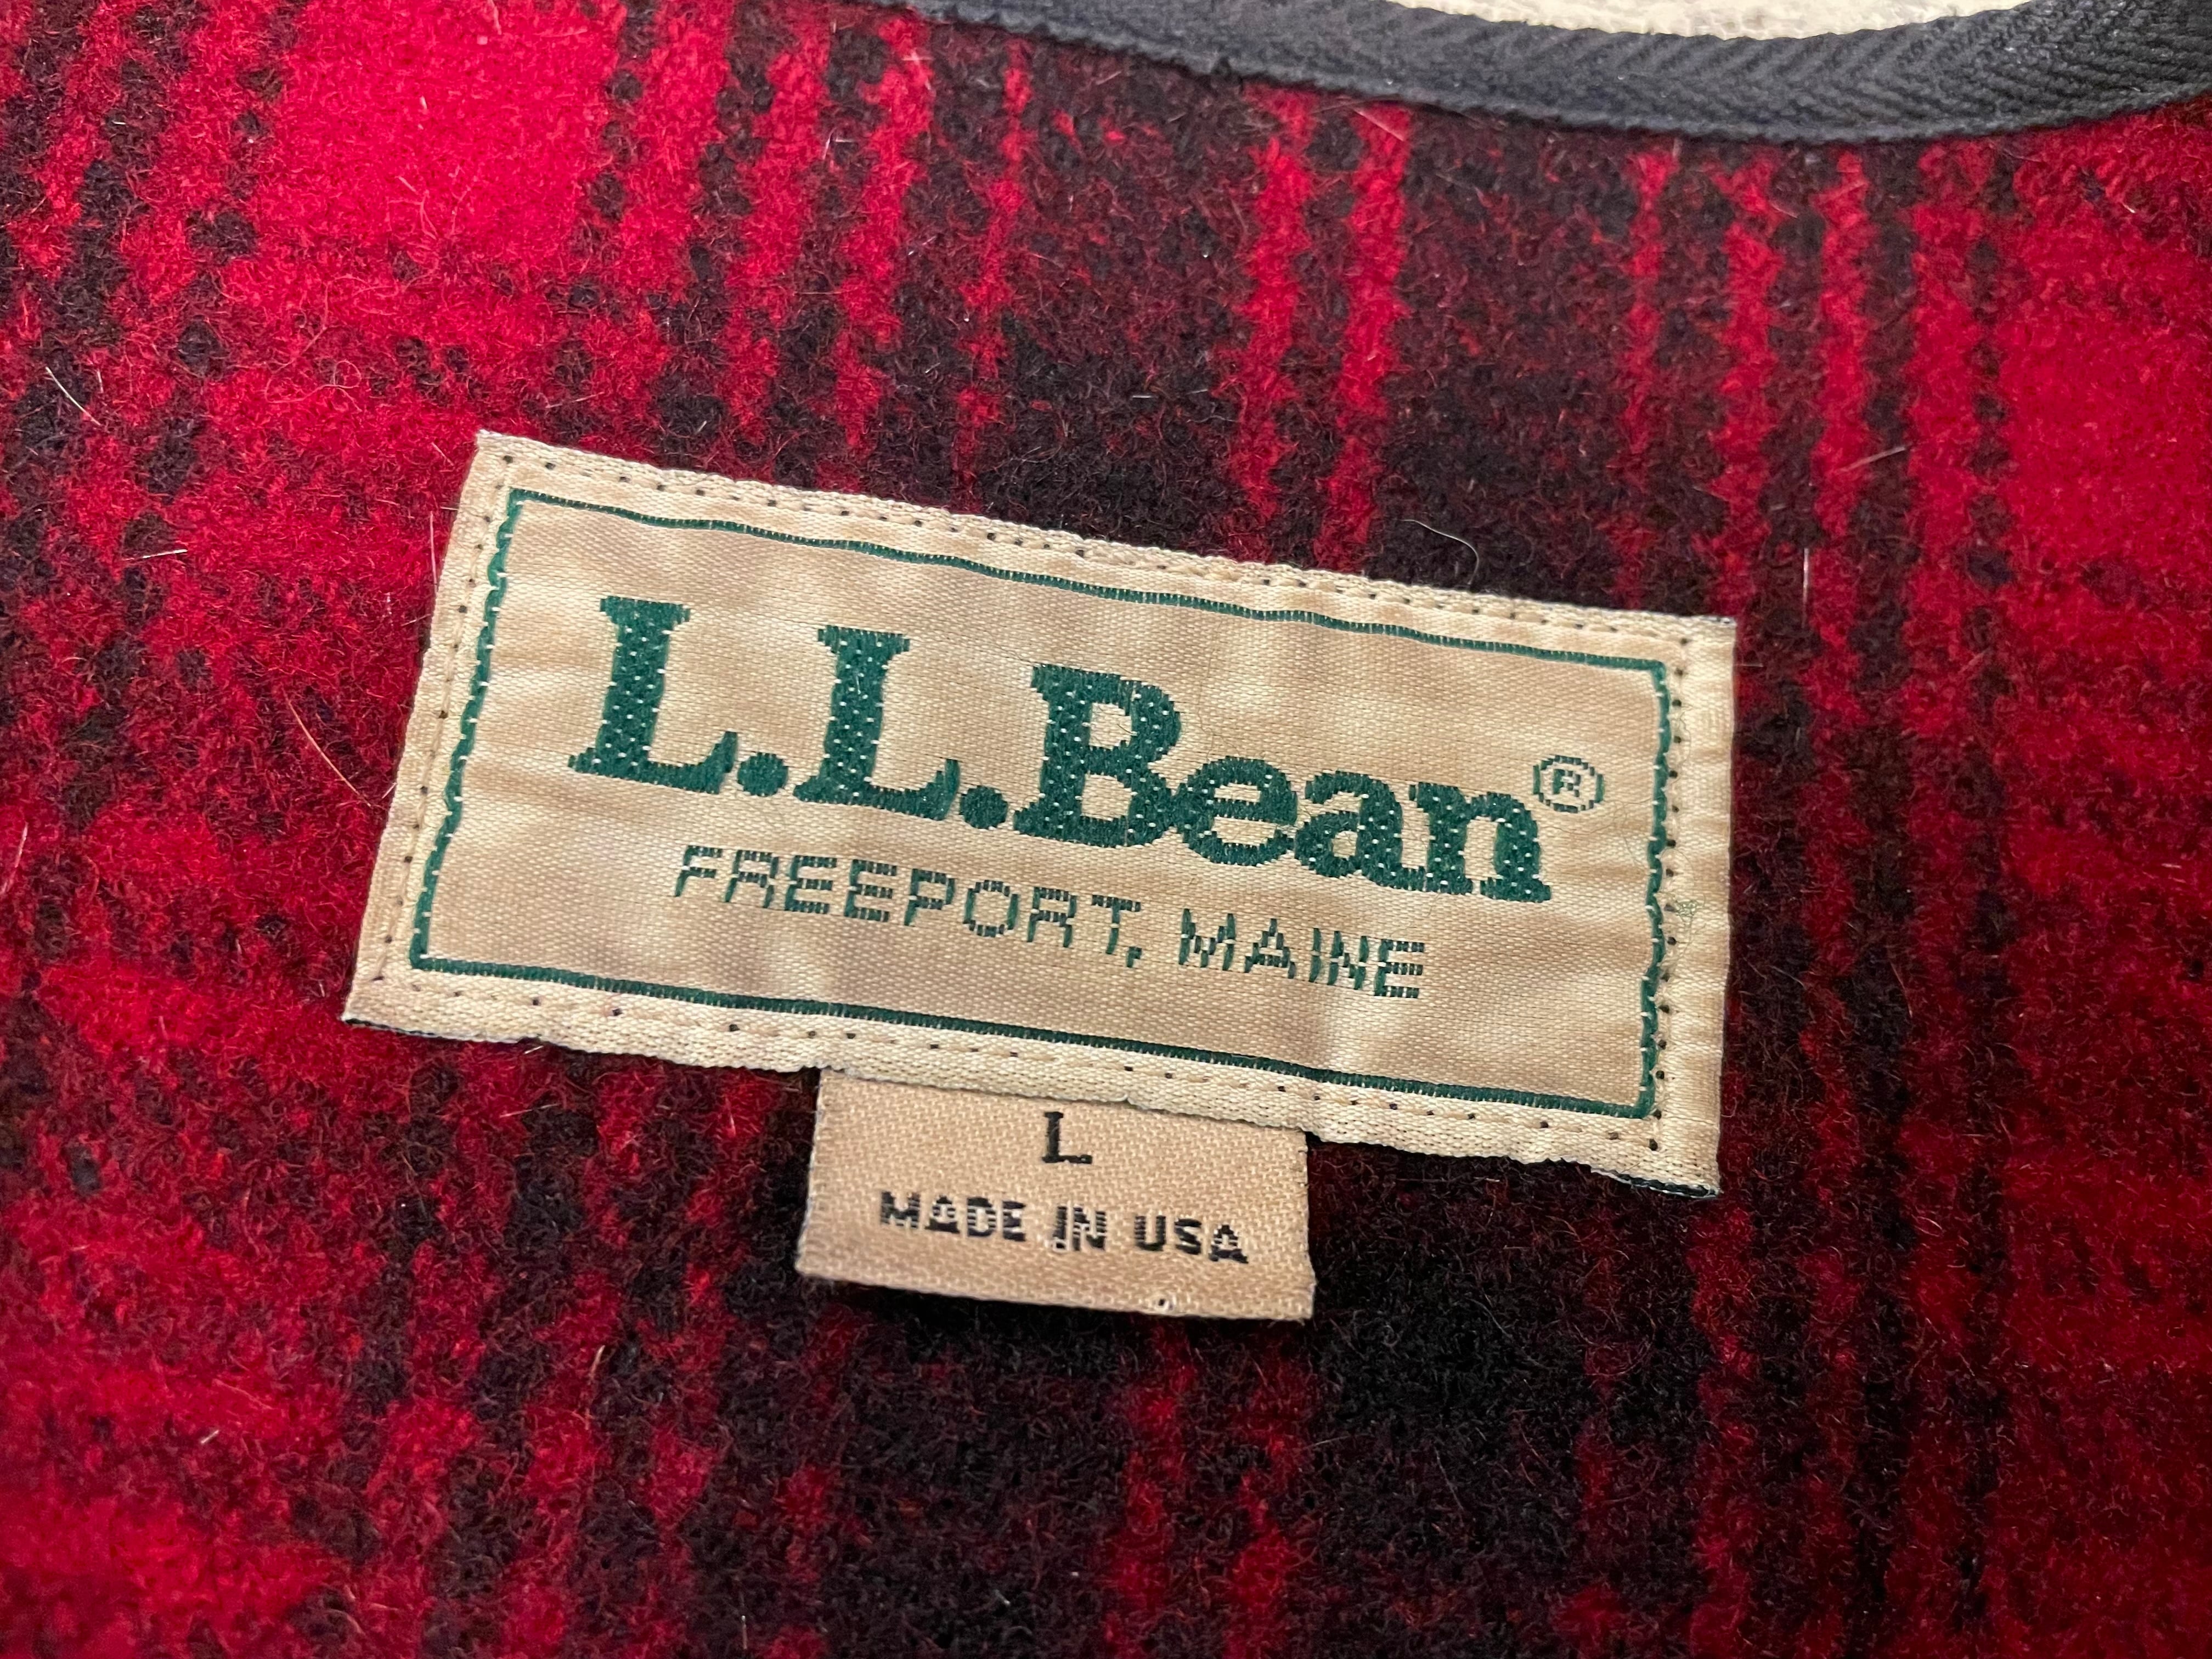 L.L.Bean®
FREEPORT, MAINE
L
MADE IN USA